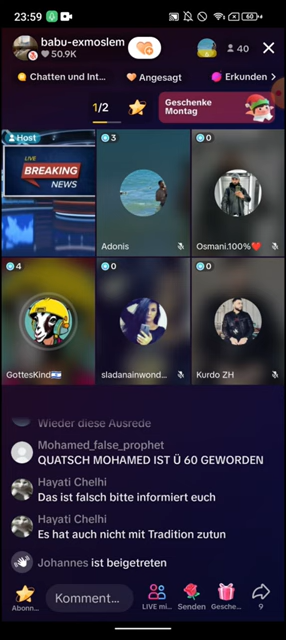 23:59
60
babu-exmoslem
50.9K
40
Chatten und Int...
Angesagt
Erkunden
1/2
Geschenke
Montag
Host
LIVE
BREAKING
NEWS
3
Adonis
0
Osmani.100%❤️
4
GottesKind🇮🇱
0
sladanainwond...
0
Kurdo ZH
Wieder diese Ausrede
Mohamed_false_prophet
QUATSCH MOHAMED IST Ü 60 GEWORDEN
Hayati Chelhi
Das ist falsch bitte informiert euch
Hayati Chelhi
Es hat auch nicht mit Tradition zutun
Johannes ist beigetreten
Komment...
Abonn...
LIVE mi...
Senden
Gesche...
9